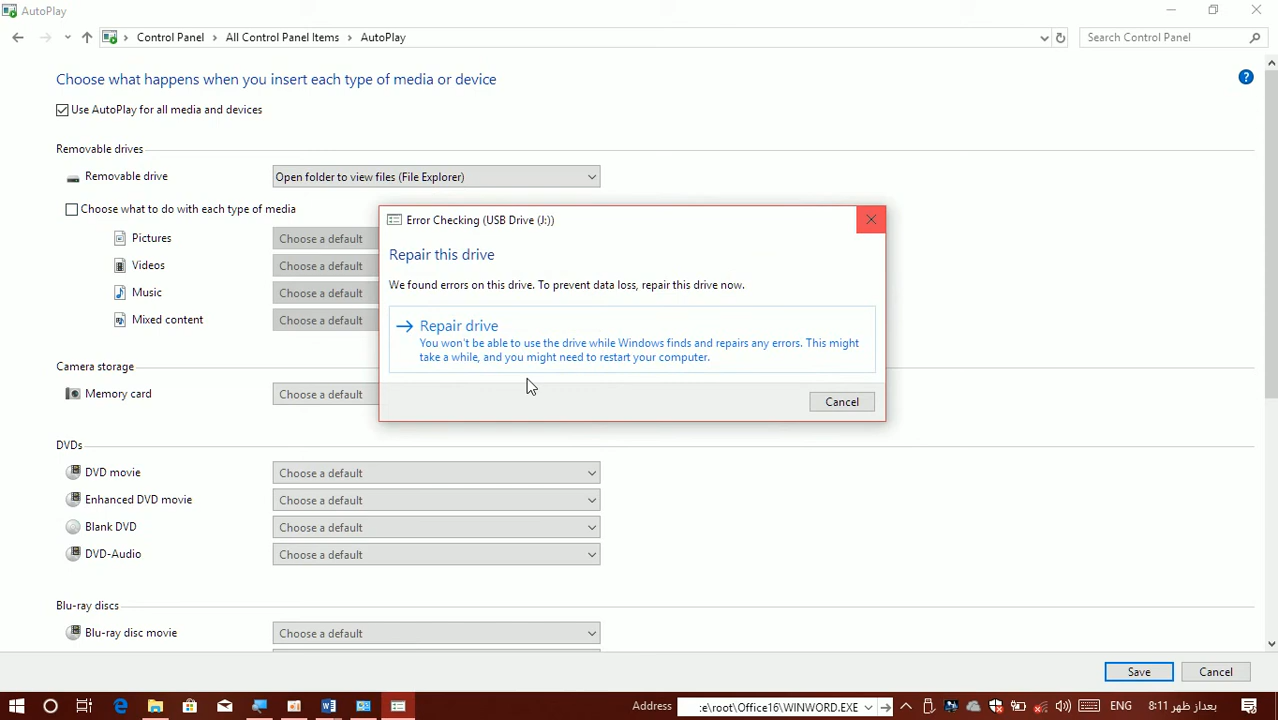 AutoPlay
Control Panel > All Control Panel Items > AutoPlay
Search Control Panel
Choose what happens when you insert each type of media or device
Use AutoPlay for all media and devices
Removable drives
Removable drive
Open folder to view files (File Explorer)
Choose what to do with each type of media
Pictures
Choose a default
Videos
Choose a default
Music
Choose a default
Mixed content
Choose a default
Error Checking (USB Drive (J:))
Repair this drive
We found errors on this drive. To prevent data loss, repair this drive now.
Repair drive
You won't be able to use the drive while Windows finds and repairs any errors. This might
take a while, and you might need to restart your computer.
Cancel
Camera storage
Memory card
Choose a default
DVDs
DVD movie
Choose a default
Enhanced DVD movie
Choose a default
Blank DVD
Choose a default
DVD-Audio
Choose a default
Blu-ray discs
Blu-ray disc movie
Choose a default
Save
Cancel
Address
:e\root\Office16\WINWORD.EXE
ENG
8:11 بعداز ظهر